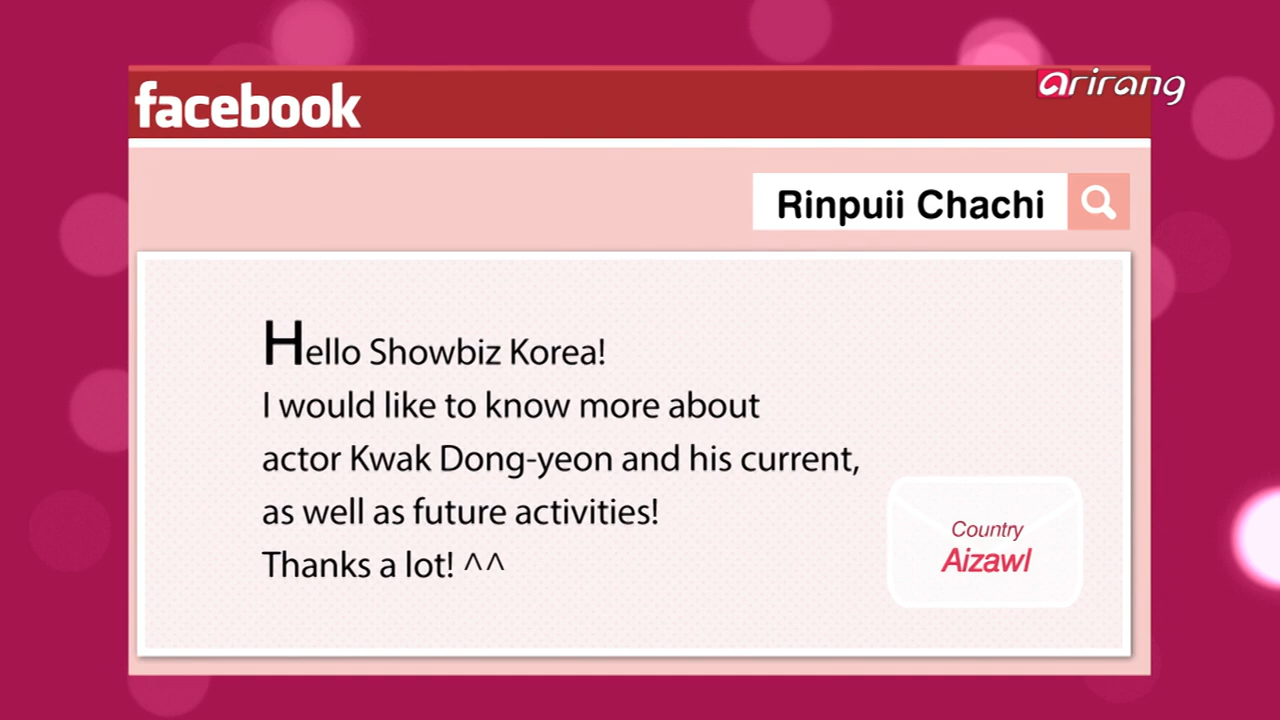 arirang
facebook
Rinpuii Chachi
Hello Showbiz Korea!
I would like to know more about
actor Kwak Dong-yeon and his current,
as well as future activities!
Thanks a lot! ^^
Country
Aizawl